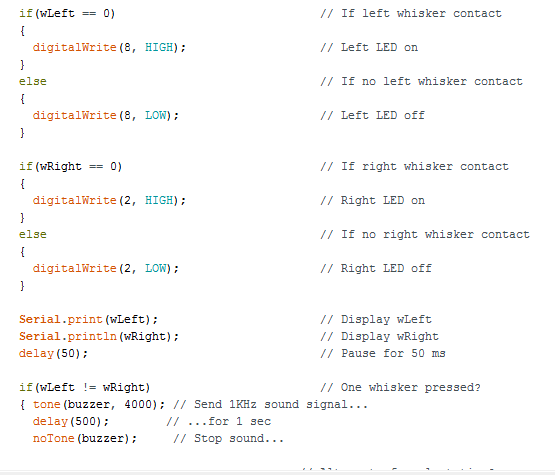 if(wLeft == 0) // If left whisker contact
{
digitalWrite(8, HIGH); // Left LED on
}
else // If no left whisker contact
{
digitalWrite(8, LOW); // Left LED off
}
if(wRight == 0) // If right whisker contact
{
digitalWrite(2, HIGH); // Right LED on
}
else // If no right whisker contact
{
digitalWrite(2, LOW); // Right LED off
}
Serial.print(wLeft); // Display wLeft
Serial.println(wRight); // Display wRight
delay(50); // Pause for 50 ms
if(wLeft != wRight) // One whisker pressed?
{ tone(buzzer, 4000); // Send 1KHz sound signal...
delay(500); // ...for 1 sec
noTone(buzzer); // Stop sound...